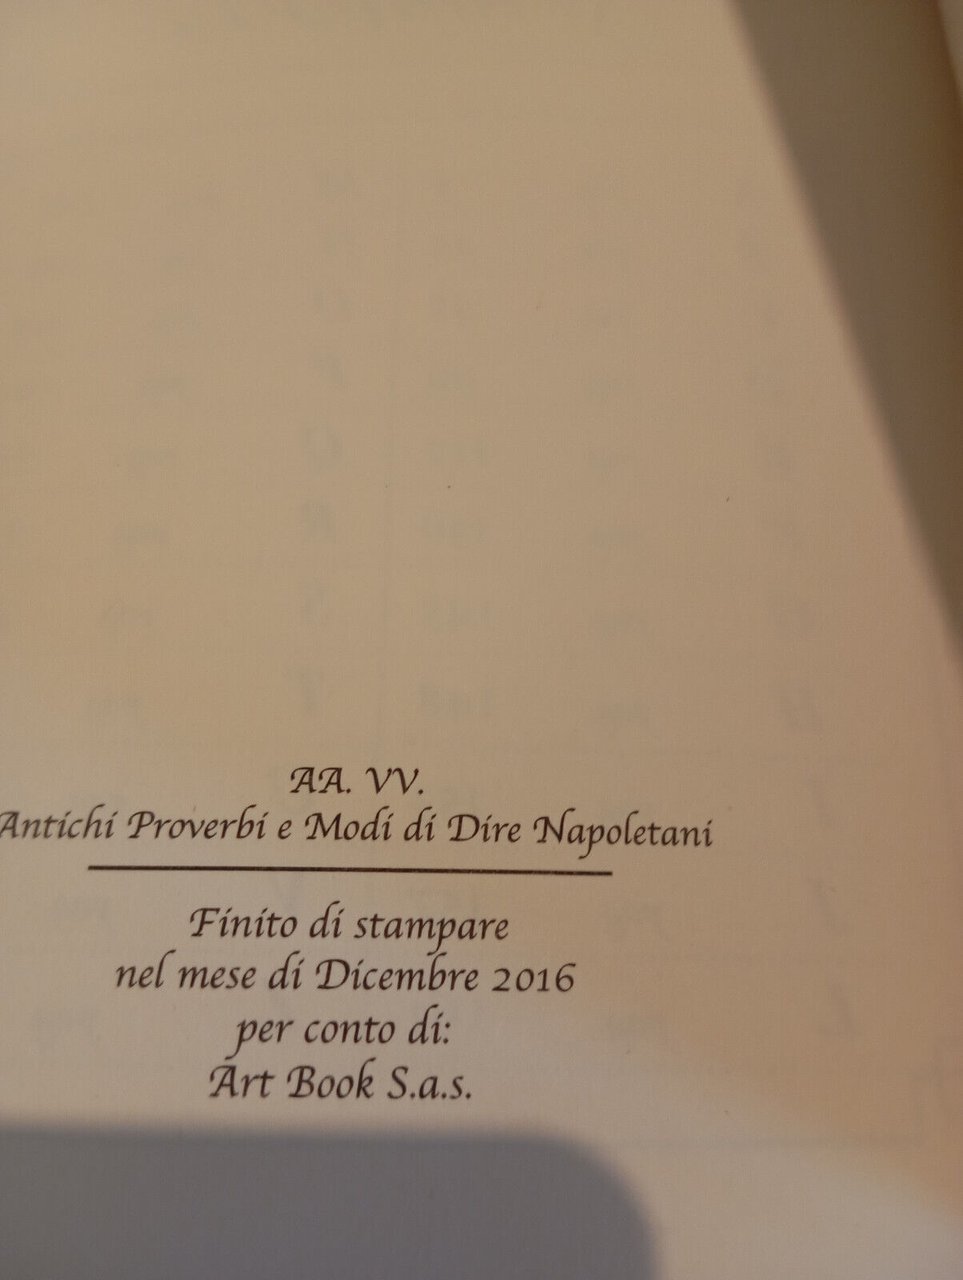 AA. VV.
Antichi Proverbi e Modi di Dire Napoletani
Finito di stampare
nel mese di Dicembre 2016
per conto di:
Art Book S.a.s.